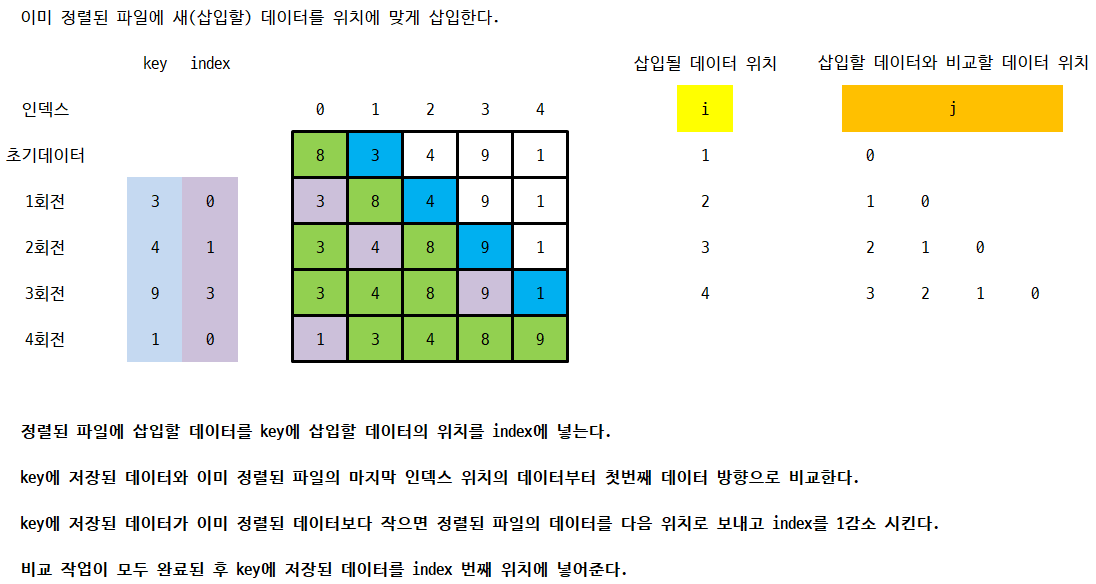 이미 정렬된 파일에 새(삽입할) 데이터를 위치에 맞게 삽입한다.
key index 삽입될 데이터 위치 삽입할 데이터와 비교할 데이터 위치
인덱스 0 1 2 3 4 i j
초기데이터 8 3 4 9 1 1 0
1회전 3 0 3 8 4 9 1 2 1 0
2회전 4 1 3 4 8 9 1 3 2 1 0
3회전 9 3 3 4 8 9 1 4 3 2 1 0
4회전 1 0 1 3 4 8 9
정렬된 파일에 삽입할 데이터를 key에 삽입할 데이터의 위치를 index에 넣는다.
key에 저장된 데이터와 이미 정렬된 파일의 마지막 인덱스 위치의 데이터부터 첫번째 데이터 방향으로 비교한다.
key에 저장된 데이터가 이미 정렬된 데이터보다 작으면 정렬된 파일의 데이터를 다음 위치로 보내고 index를 1감소 시킨다.
비교 작업이 모두 완료된 후 key에 저장된 데이터를 index 번째 위치에 넣어준다.